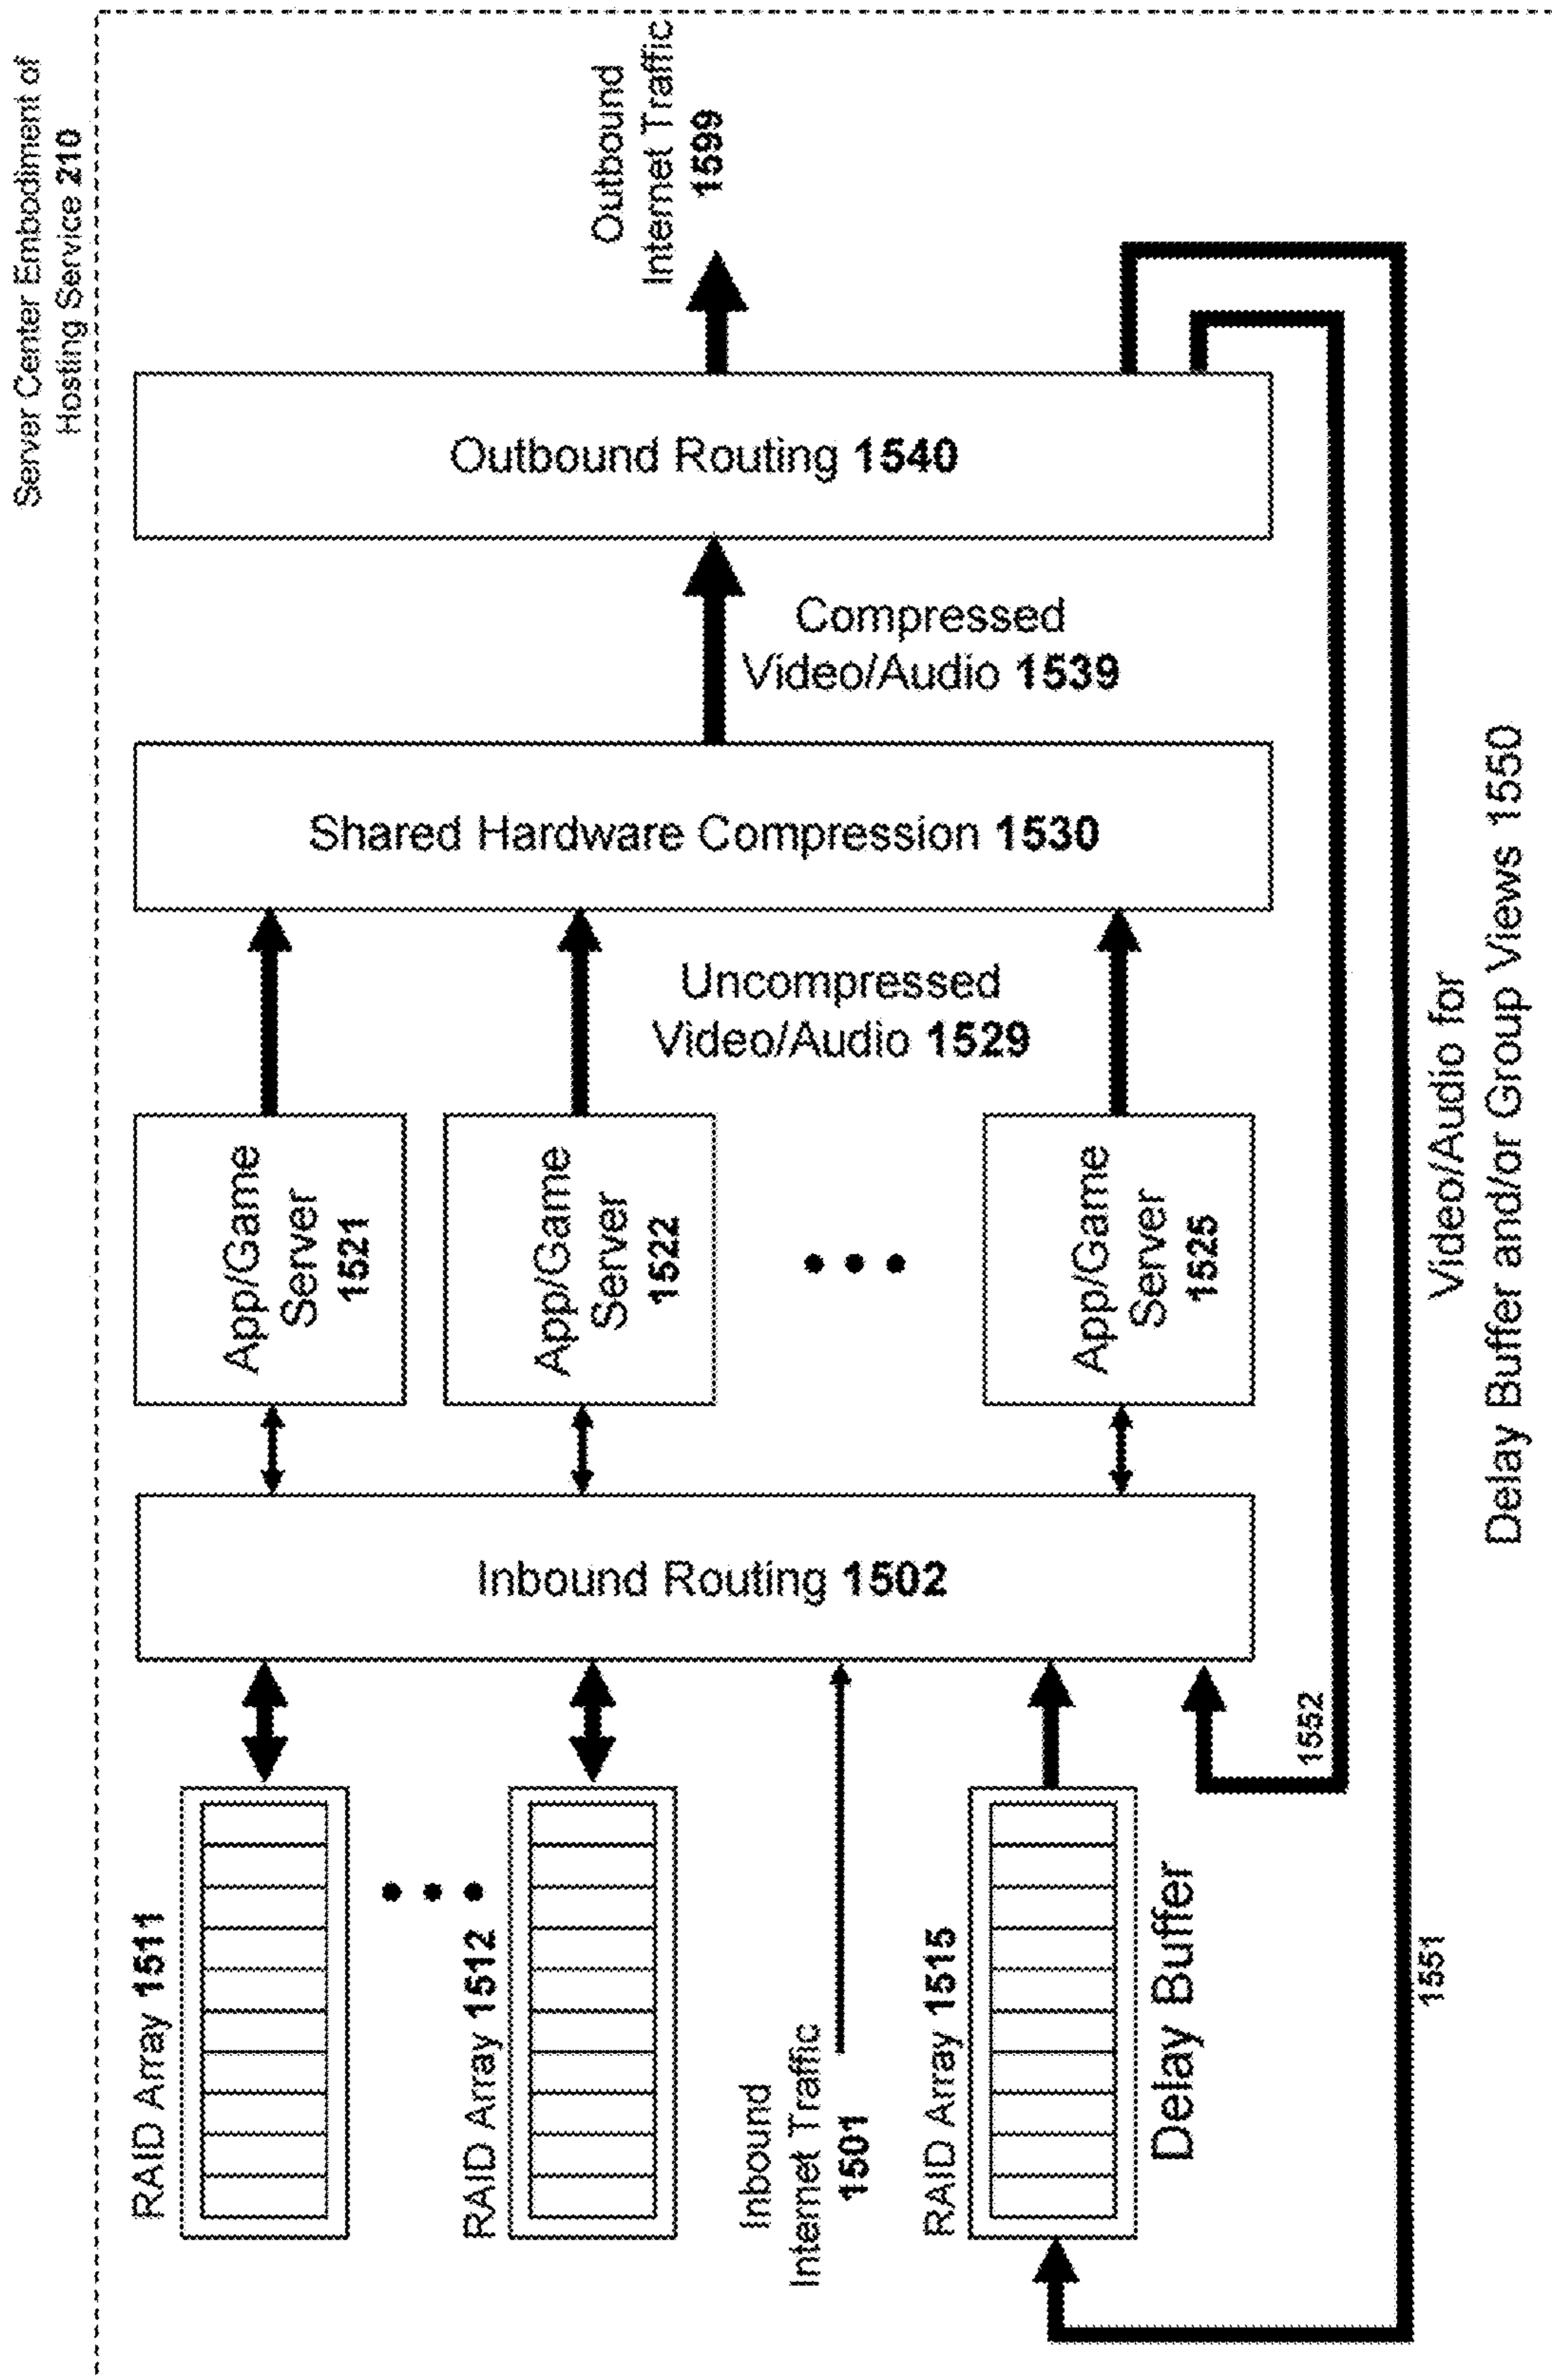 Server Center Embodiment of
Hosting Service 210
RAID Array 1511
RAID Array 1512
Inbound
Internet Traffic
1501
RAID Array 1515
Delay Buffer
Inbound Routing 1502
App/Game
Server
1521
App/Game
Server
1522
App/Game
Server
1525
Uncompressed
Video/Audio 1529
Shared Hardware Compression 1530
Compressed
Video/Audio 1539
Outbound Routing 1540
Outbound
Internet Traffic
1599
1552
1551
Video/Audio for
Delay Buffer and/or Group Views 1550